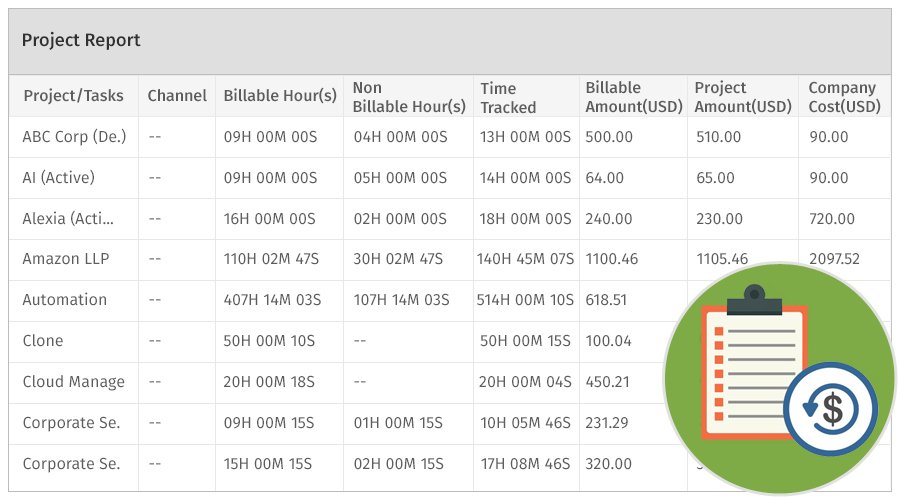 Project Report
Project/Tasks Channel Billable Hour(s) Non Billable Hour(s) Time Tracked Billable Amount(USD) Project Amount(USD) Company Cost(USD)
ABC Corp (De.) -- 09H 00M 00S 04H 00M 00S 13H 00M 00S 500.00 510.00 90.00
AI (Active) -- 09H 00M 00S 05H 00M 00S 14H 00M 00S 64.00 65.00 90.00
Alexia (Acti... -- 16H 00M 00S 02H 00M 00S 18H 00M 00S 240.00 230.00 720.00
Amazon LLP -- 110H 02M 47S 30H 02M 47S 140H 45M 07S 1100.46 1105.46 2097.52
Automation -- 407H 14M 03S 107H 14M 03S 514H 00M 10S 618.51
Clone -- 50H 00M 10S -- 50H 00M 15S 100.04
Cloud Manage -- 20H 00M 18S -- 20H 00M 04S 450.21
Corporate Se. -- 09H 00M 15S 01H 00M 15S 10H 05M 46S 231.29
$
Corporate Se. -- 15H 00M 15S 02H 00M 15S 17H 08M 46S 320.00